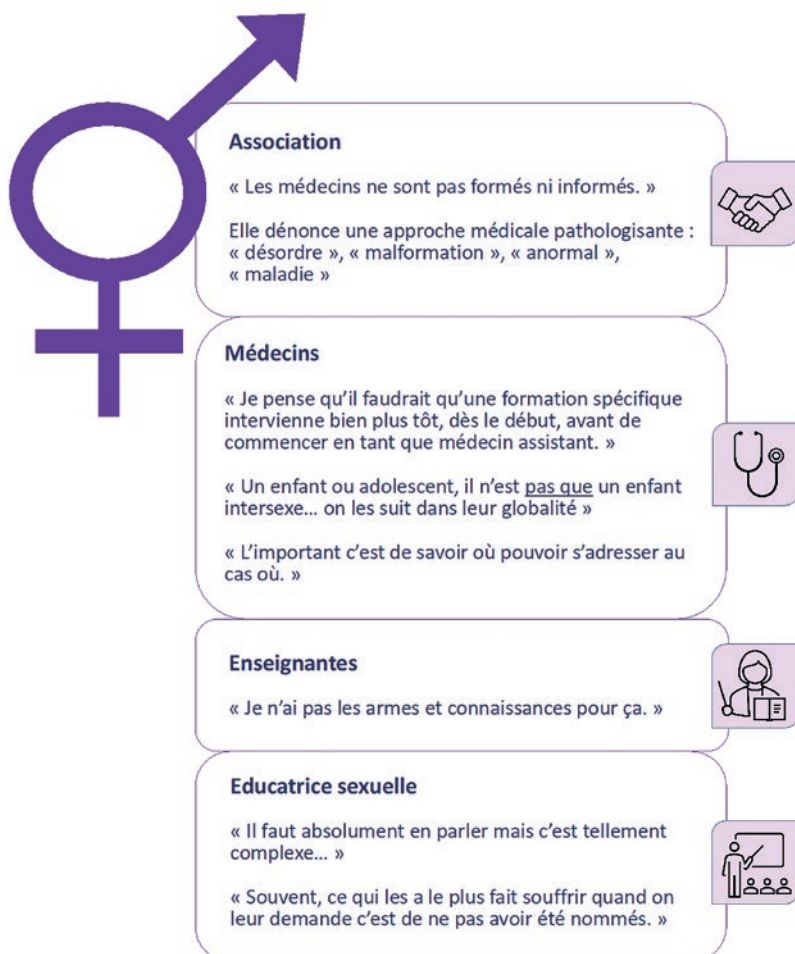 Association
« Les médecins ne sont pas formés ni informés. »
Elle dénonce une approche médicale pathologisante :
« désordre », « malformation », « anormal »,
« maladie »
Médecins
« Je pense qu’il faudrait qu’une formation spécifique
intervienne bien plus tôt, dès le début, avant de
commencer en tant que médecin assistant. »
« Un enfant ou adolescent, il n’est pas que un enfant
intersexe... on les suit dans leur globalité »
« L’important c’est de savoir où pouvoir s’adresser au
cas où. »
Enseignantes
« Je n’ai pas les armes et connaissances pour ça. »
Educatrice sexuelle
« Il faut absolument en parler mais c’est tellement
complexe... »
« Souvent, ce qui les a le plus fait souffrir quand on
leur demande c’est de ne pas avoir été nommés. »